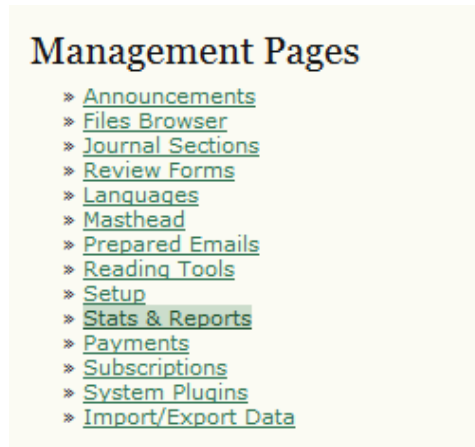 Management Pages
» Announcements
» Files Browser
» Journal Sections
» Review Forms
» Languages
» Masthead
» Prepared Emails
» Reading Tools
» Setup
» Stats & Reports
» Payments
» Subscriptions
» System Plugins
» Import/Export Data